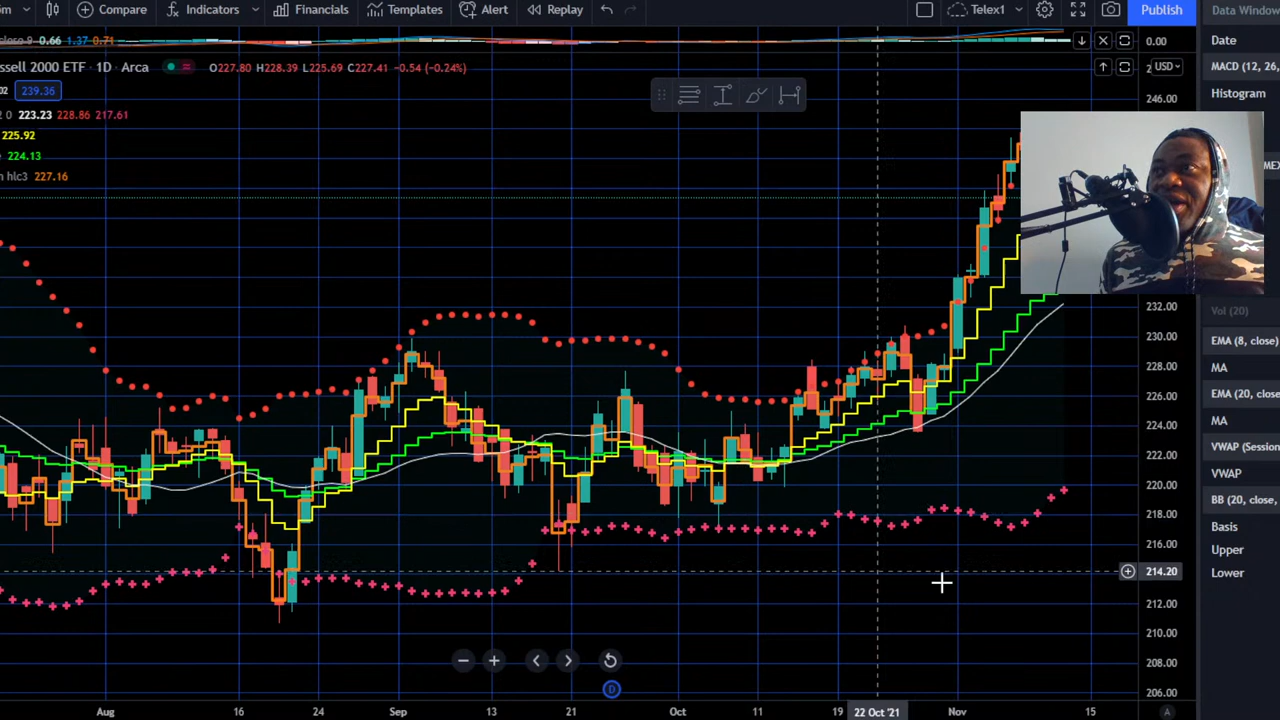 m Compare Indicators Financials Templates Alert Replay Telex1 Publish Data Window
close 9 0.66 1.37 0.71 0.00 Date
ssell 2000 ETF · 1D · Arca O227.80 H228.39 L225.69 C227.41 −0.54 (−0.24%) USD MACD (12, 26,
02 239.36 Histogram
246.00
2 0 223.23 228.86 217.61
225.92
224.13
n hlc3 227.16
MEX
232.00 Vol (20)
230.00 EMA (8, close)
228.00 MA
226.00 EMA (20, close
224.00 MA
222.00 VWAP (Session
220.00 VWAP
218.00 BB (20, close,
216.00 Basis
Upper
214.20 Lower
212.00
210.00
208.00
D 206.00
Aug 16 24 Sep 13 21 Oct 11 19 22 Oct '21 Nov 15 A